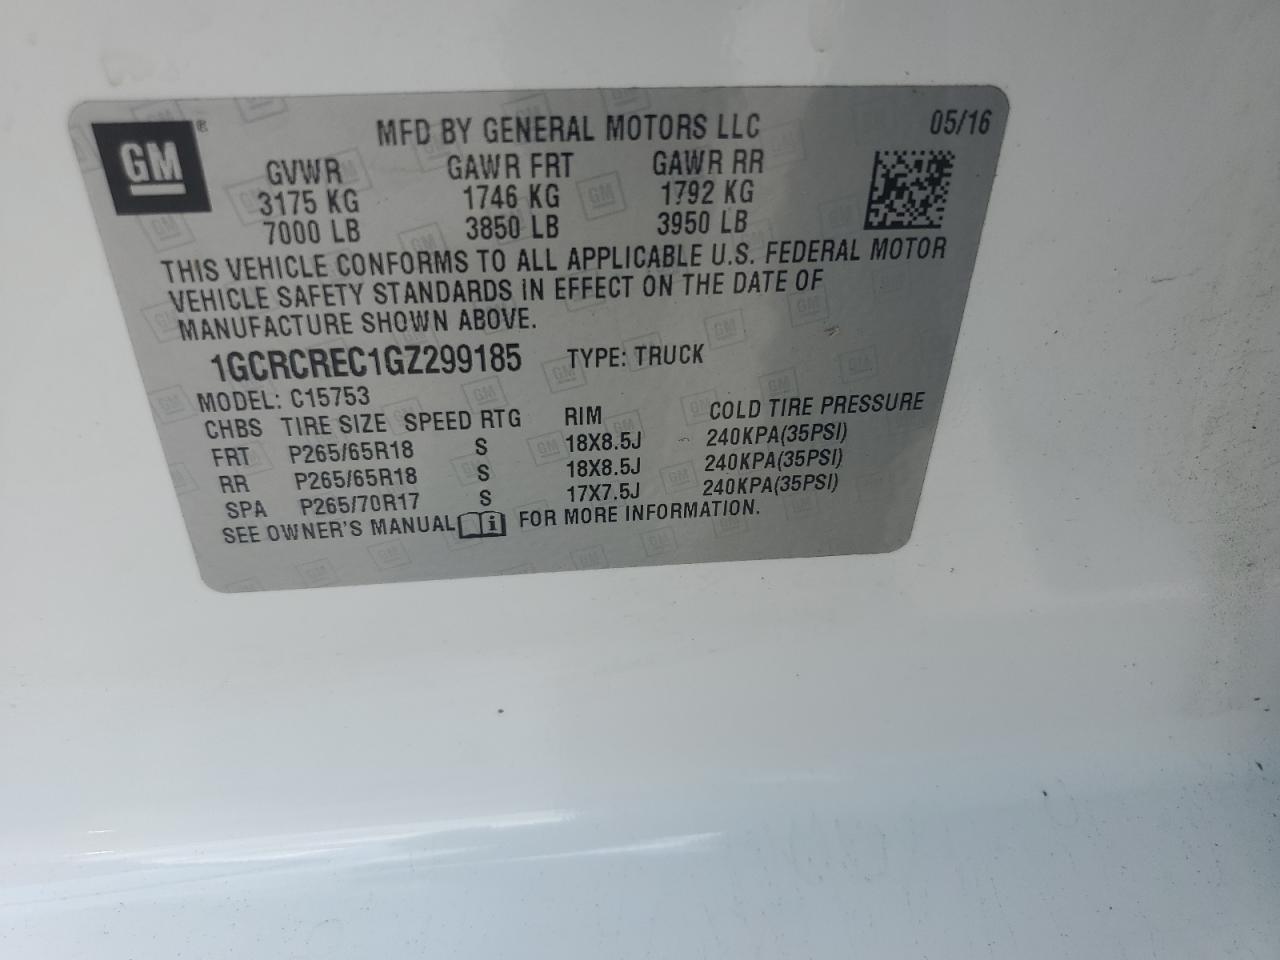 GM ®
MFD BY GENERAL MOTORS LLC 05/16
GVWR GAWR FRT GAWR RR
3175 KG 1746 KG 1792 KG
7000 LB 3850 LB 3950 LB
THIS VEHICLE CONFORMS TO ALL APPLICABLE U.S. FEDERAL MOTOR
VEHICLE SAFETY STANDARDS IN EFFECT ON THE DATE OF
MANUFACTURE SHOWN ABOVE.
1GCRCREC1GZ299185 TYPE: TRUCK
MODEL: C15753
CHBS TIRE SIZE SPEED RTG RIM COLD TIRE PRESSURE
FRT P265/65R18 S 18X8.5J 240KPA(35PSI)
RR P265/65R18 S 18X8.5J 240KPA(35PSI)
SPA P265/70R17 S 17X7.5J 240KPA(35PSI)
SEE OWNER'S MANUAL i FOR MORE INFORMATION.